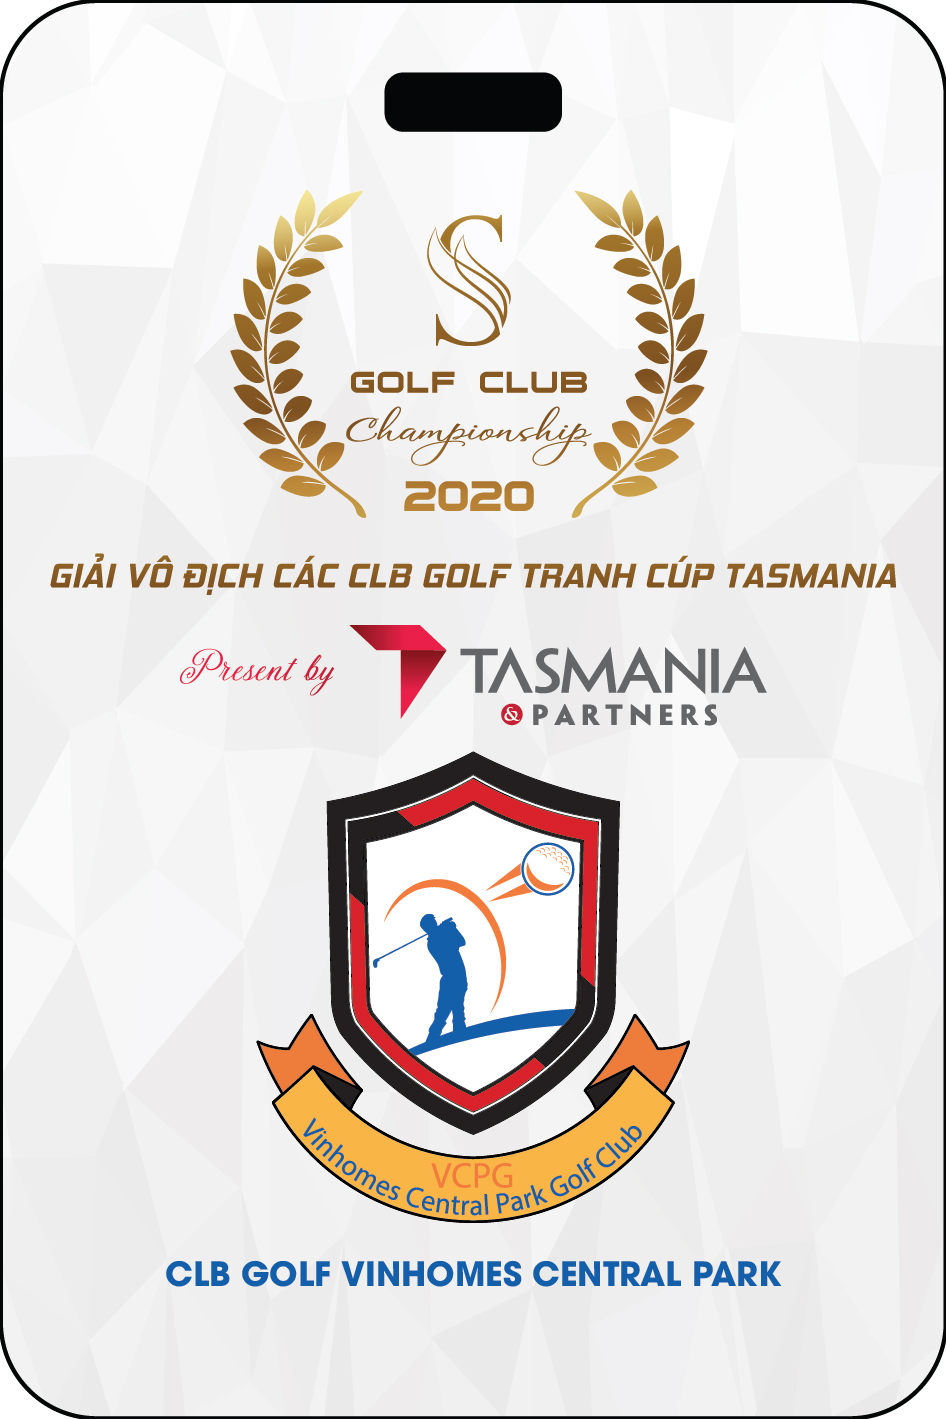 S
GOLF CLUB
Championship
2020
GIẢI VÔ ĐỊCH CÁC CLB GOLF TRANH CÚP TASMANIA
Present by
TASMANIA
& PARTNERS
VCPG
Vinhomes Central Park Golf Club
CLB GOLF VINHOMES CENTRAL PARK